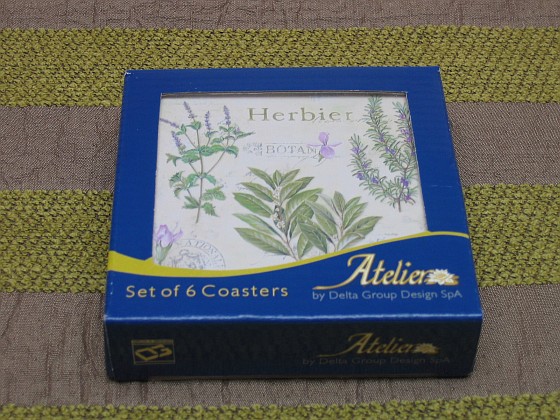 Herbier
BOTAN
Set of 6 Coasters
Atelier
by Delta Group Design SpA
Atelier
by Delta Group Design SpA